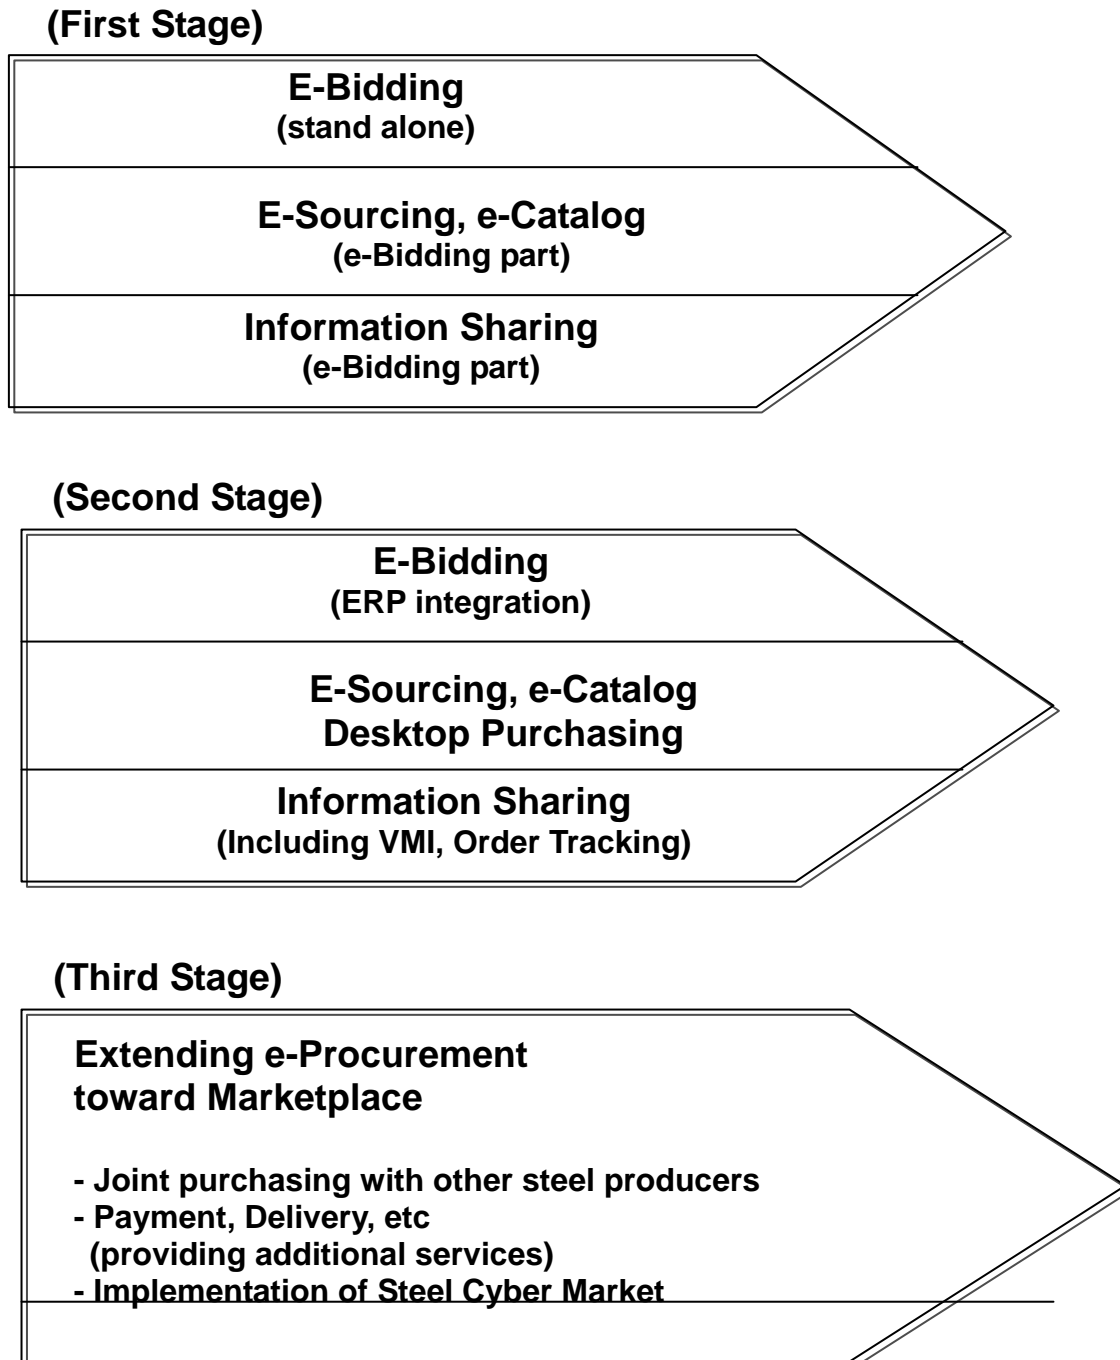 (First Stage)
E-Bidding
(stand alone)
E-Sourcing, e-Catalog
(e-Bidding part)
Information Sharing
(e-Bidding part)
(Second Stage)
E-Bidding
(ERP integration)
E-Sourcing, e-Catalog
Desktop Purchasing
Information Sharing
(Including VMI, Order Tracking)
(Third Stage)
Extending e-Procurement
toward Marketplace
- Joint purchasing with other steel producers
- Payment, Delivery, etc
(providing additional services)
- Implementation of Steel Cyber Market